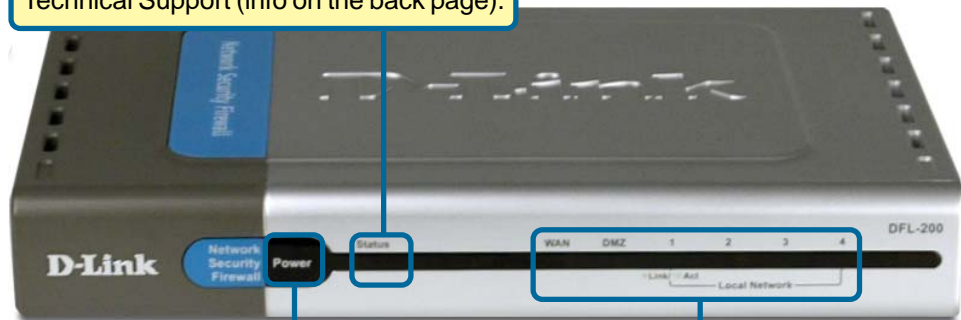 Technical Support (info on the back page).
Network Security Firewall
D-Link
DFL-200
Status
WAN DMZ 1 2 3 4
D-Link
Network
Security
Firewall
Power
Link/ Act
Local Network